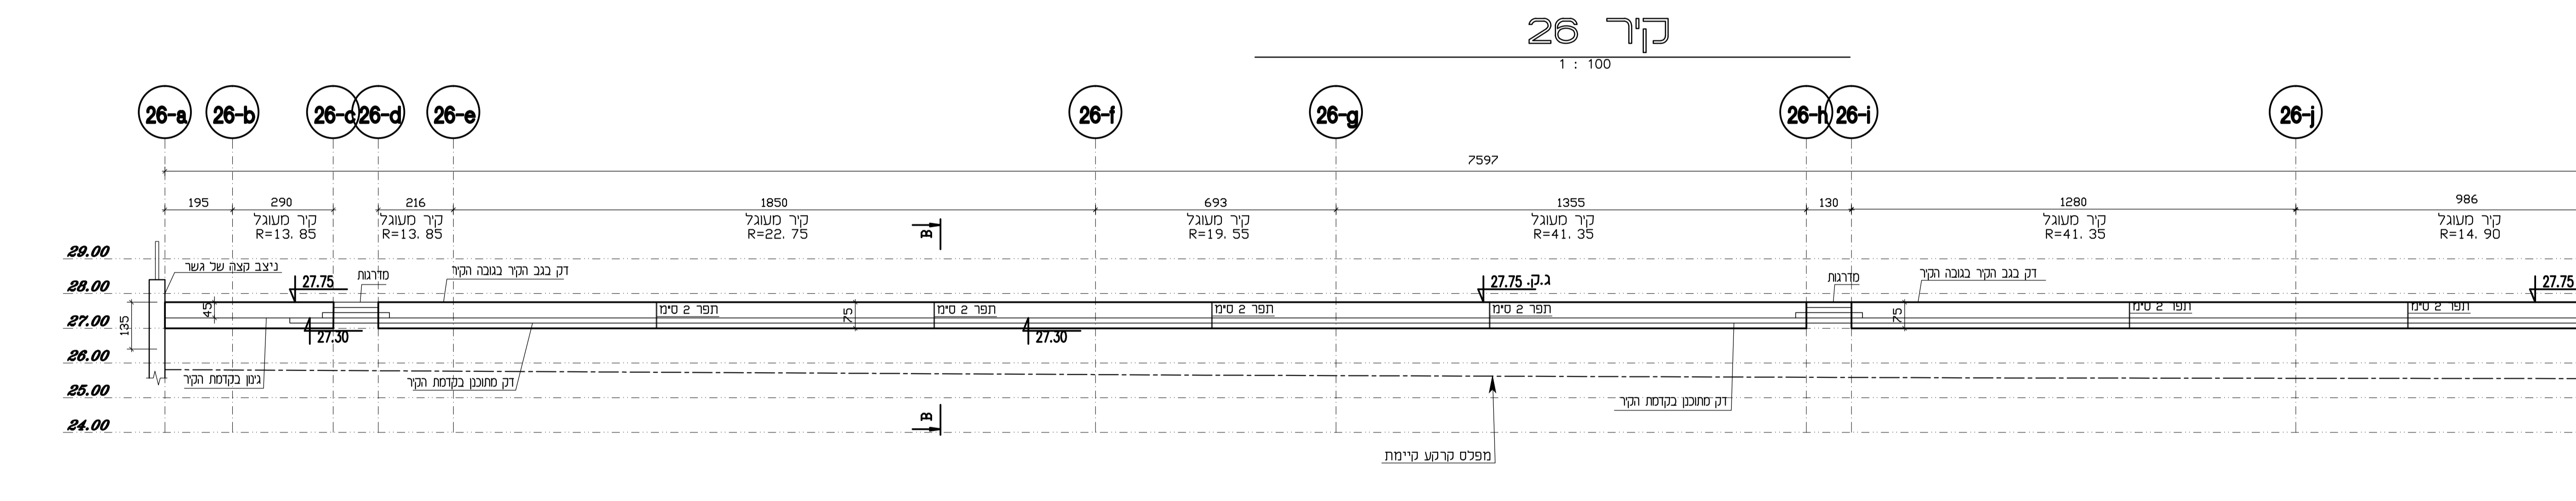 קיר 26
1 : 100
26-a 26-b 26-c 26-d 26-e 26-f 26-g 26-h 26-i 26-j
7597
195 290 216 1850 693 1355 130 1280 986
קיר מעוגל קיר מעוגל קיר מעוגל קיר מעוגל קיר מעוגל קיר מעוגל קיר מעוגל
R=13.85 R=13.85 R=22.75 R=19.55 R=41.35 R=41.35 R=14.90
B
29.00
ניצב קצה של גשר
מדרגות
דק בגב הקיר בגובה הקיר
מדרגות
דק בגב הקיר בגובה הקיר
28.00
27.75
27.75 ג.ק.
27.75
45
תפר 2 ס"מ
75
תפר 2 ס"מ
תפר 2 ס"מ
תפר 2 ס"מ
75
תפר 2 ס"מ
תפר 2 ס"מ
27.00
135
27.30
27.30
26.00
גינון בקדמת הקיר
דק מתוכנן בקדמת הקיר
25.00
דק מתוכנן בקדמת הקיר
B
24.00
מפלס קרקע קיימת